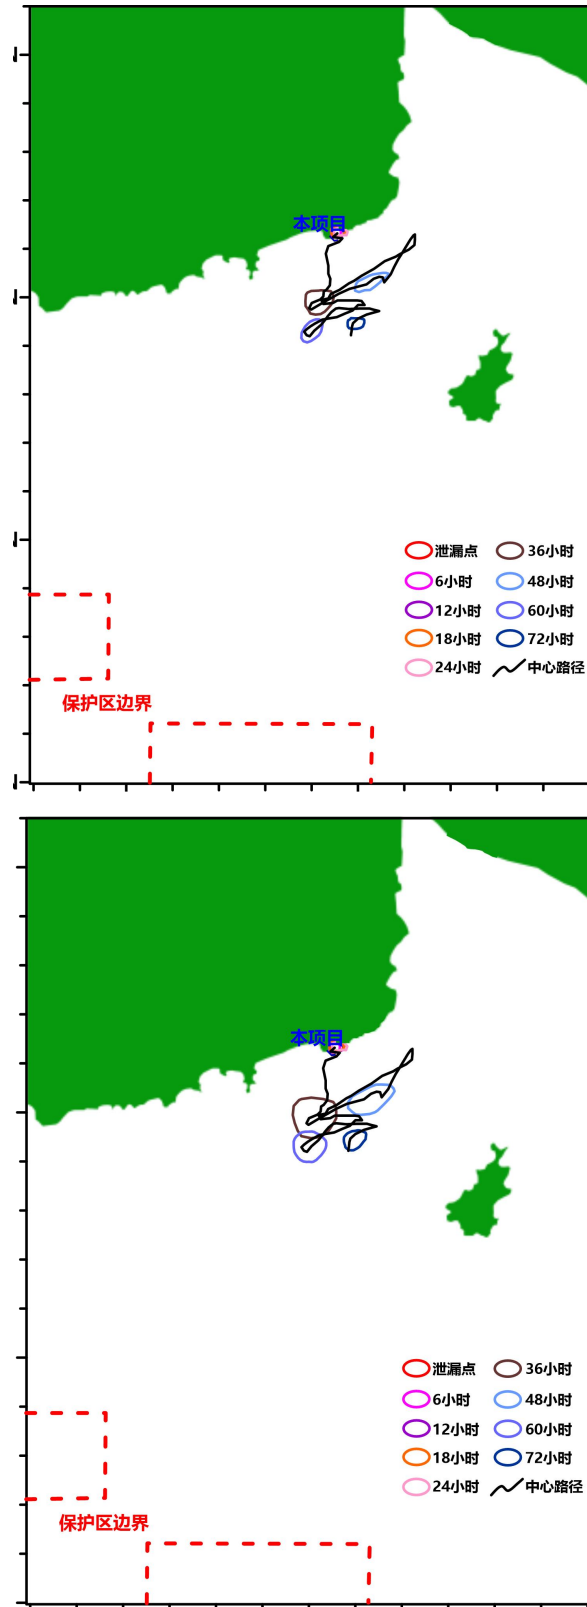 本项目
泄漏点 36小时
6小时 48小时
12小时 60小时
18小时 72小时
24小时 中心路径
保护区边界
本项目
泄漏点 36小时
6小时 48小时
12小时 60小时
18小时 72小时
24小时 中心路径
保护区边界